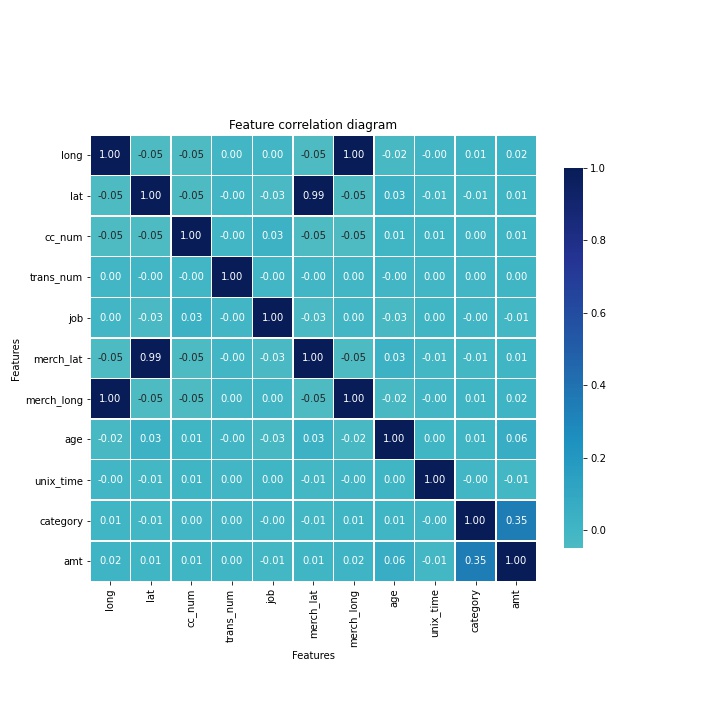 Feature correlation diagram
long 1.00 -0.05 -0.05 0.00 0.00 -0.05 1.00 -0.02 -0.00 0.01 0.02
1.0
lat -0.05 1.00 -0.05 -0.00 -0.03 0.99 -0.05 0.03 -0.01 -0.01 0.01
cc_num -0.05 -0.05 1.00 -0.00 0.03 -0.05 -0.05 0.01 0.01 0.00 0.01
0.8
trans_num 0.00 -0.00 -0.00 1.00 -0.00 -0.00 0.00 -0.00 0.00 0.00 0.00
job 0.00 -0.03 0.03 -0.00 1.00 -0.03 0.00 -0.03 0.00 -0.00 -0.01
0.6
Features
merch_lat -0.05 0.99 -0.05 -0.00 -0.03 1.00 -0.05 0.03 -0.01 -0.01 0.01
0.4
merch_long 1.00 -0.05 -0.05 0.00 0.00 -0.05 1.00 -0.02 -0.00 0.01 0.02
age -0.02 0.03 0.01 -0.00 -0.03 0.03 -0.02 1.00 0.00 0.01 0.06
0.2
unix_time -0.00 -0.01 0.01 0.00 0.00 -0.01 -0.00 0.00 1.00 -0.00 -0.01
category 0.01 -0.01 0.00 0.00 -0.00 -0.01 0.01 0.01 -0.00 1.00 0.35
0.0
amt 0.02 0.01 0.01 0.00 -0.01 0.01 0.02 0.06 -0.01 0.35 1.00
long lat cc_num trans_num job merch_lat merch_long age unix_time category amt
Features